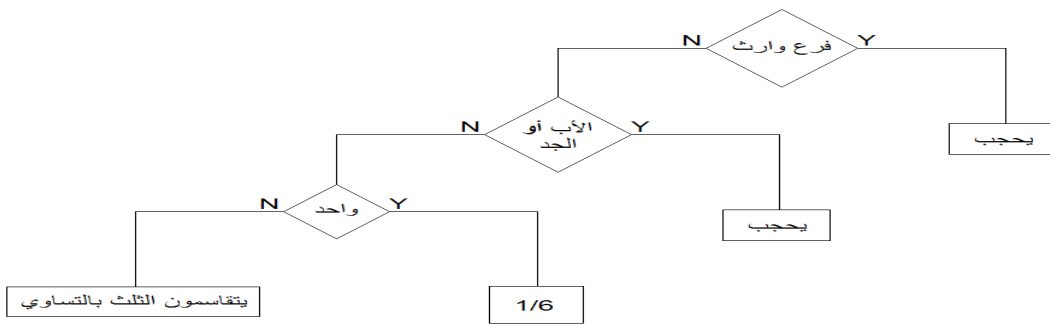 فرع وارث
N
Y
يحجب
الأب أو
الجد
N
Y
يحجب
واحد
N
Y
يتقاسمون الثلث بالتساوي
1/6